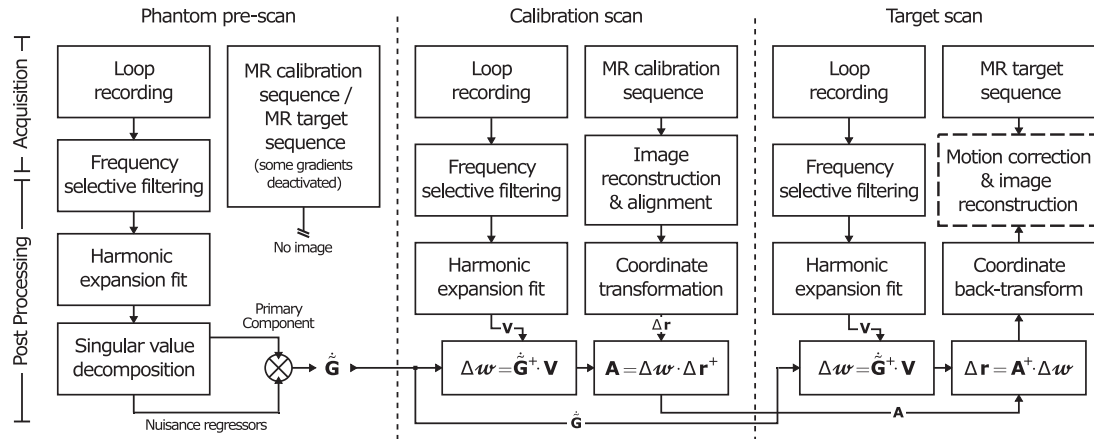 Phantom pre-scan
Calibration scan
Target scan
Acquisition
Post Processing
Loop
recording
MR calibration
sequence /
MR target
sequence
(some gradients
deactivated)
No image
Frequency
selective filtering
Harmonic
expansion fit
Singular value
decomposition
Primary
Component
Nuisance regressors
G̃̂
Loop
recording
Frequency
selective filtering
Harmonic
expansion fit
V
Δw = G̃̂⁺· V
MR calibration
sequence
Image
reconstruction
& alignment
Coordinate
transformation
Δr
A = Δw · Δr⁺
G̃̂
A
Loop
recording
Frequency
selective filtering
Harmonic
expansion fit
V
Δw = G̃̂⁺· V
MR target
sequence
Motion correction
& image
reconstruction
Coordinate
back-transform
Δr = A⁺· Δw